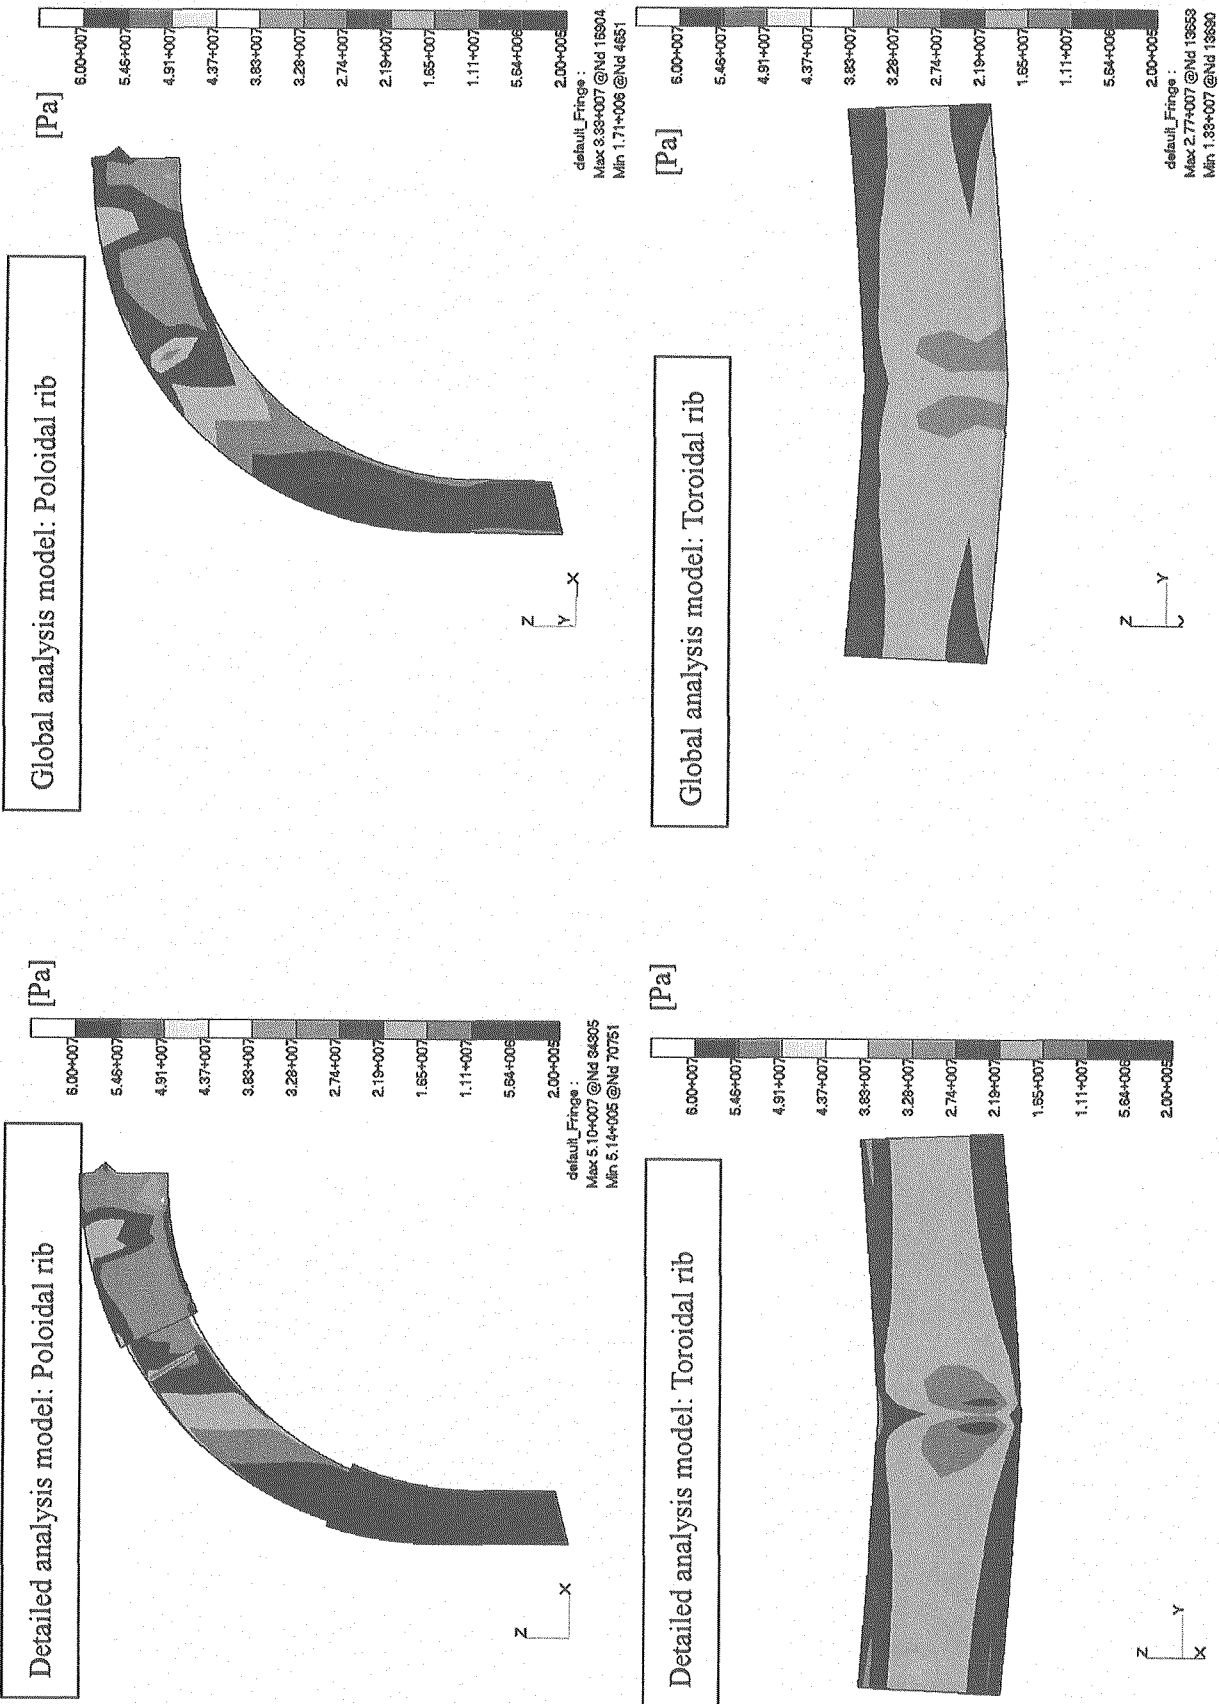 Detailed analysis model: Poloidal rib
[Pa]
6.00+007
5.46+007
4.91+007
4.37+007
3.83+007
3.28+007
2.74+007
2.19+007
1.65+007
1.11+007
5.64+006
2.00+005
default_Fringe :
Max 5.10+007 @Nd 34805
Min 5.14+005 @Nd 70751
Z
X
Global analysis model: Poloidal rib
[Pa]
6.00+007
5.46+007
4.91+007
4.37+007
3.83+007
3.28+007
2.74+007
2.19+007
1.65+007
1.11+007
5.64+006
2.00+005
default_Fringe :
Max 3.33+007 @Nd 16904
Min 1.71+006 @Nd 4651
Z
Y
X
Detailed analysis model: Toroidal rib
[Pa]
6.00+007
5.46+007
4.91+007
4.37+007
3.83+007
3.28+007
2.74+007
2.19+007
1.65+007
1.11+007
5.64+006
2.00+005
Z
Y
X
Global analysis model: Toroidal rib
[Pa]
6.00+007
5.46+007
4.91+007
4.37+007
3.83+007
3.28+007
2.74+007
2.19+007
1.65+007
1.11+007
5.64+006
2.00+005
default_Fringe :
Max 2.77+007 @Nd 13653
Min 1.33+007 @Nd 13690
Z
Y